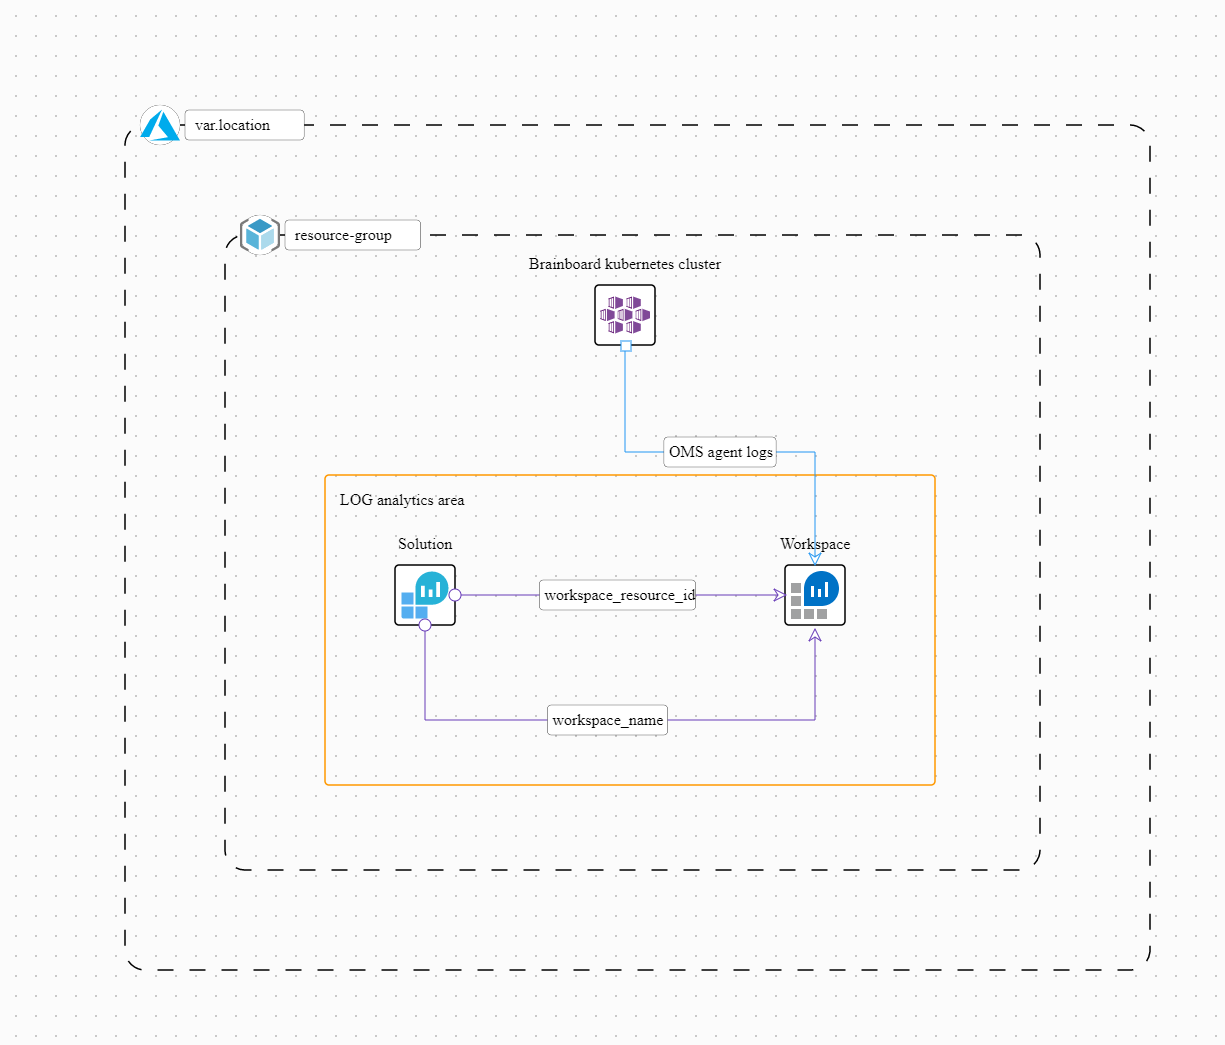 var.location
resource-group
Brainboard kubernetes cluster
OMS agent logs
LOG analytics area
Solution
Workspace
workspace_resource_id
workspace_name